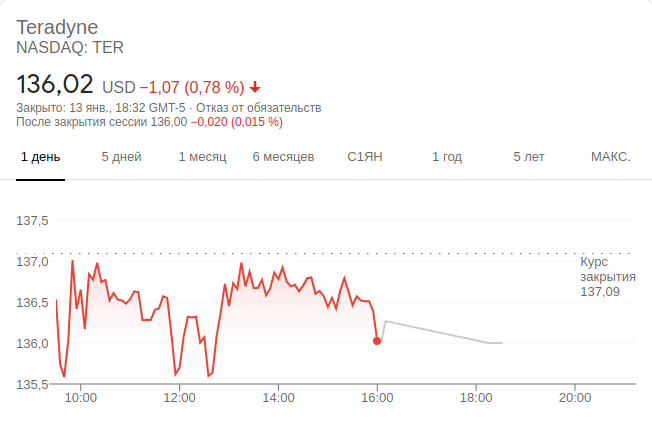 Teradyne
NASDAQ: TER
136,02 USD −1,07 (0,78 %)
Закрыто: 13 янв., 18:32 GMT-5 · Отказ от обязательств
После закрытия сессии 136,00 −0,020 (0,015 %)
1 день 5 дней 1 месяц 6 месяцев С1ЯН 1 год 5 лет МАКС.
137,5
137,0
136,5
136,0
135,5
Курс
закрытия
137,09
10:00 12:00 14:00 16:00 18:00 20:00